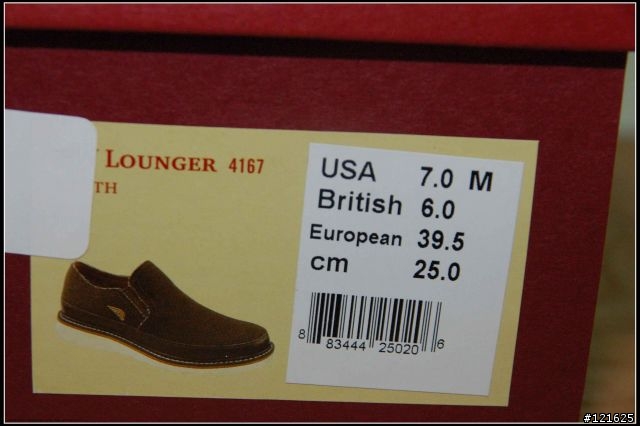 LOUNGER 4167
TH
USA 7.0 M
British 6.0
European 39.5
cm 25.0
8 83444 25020 6
#121625